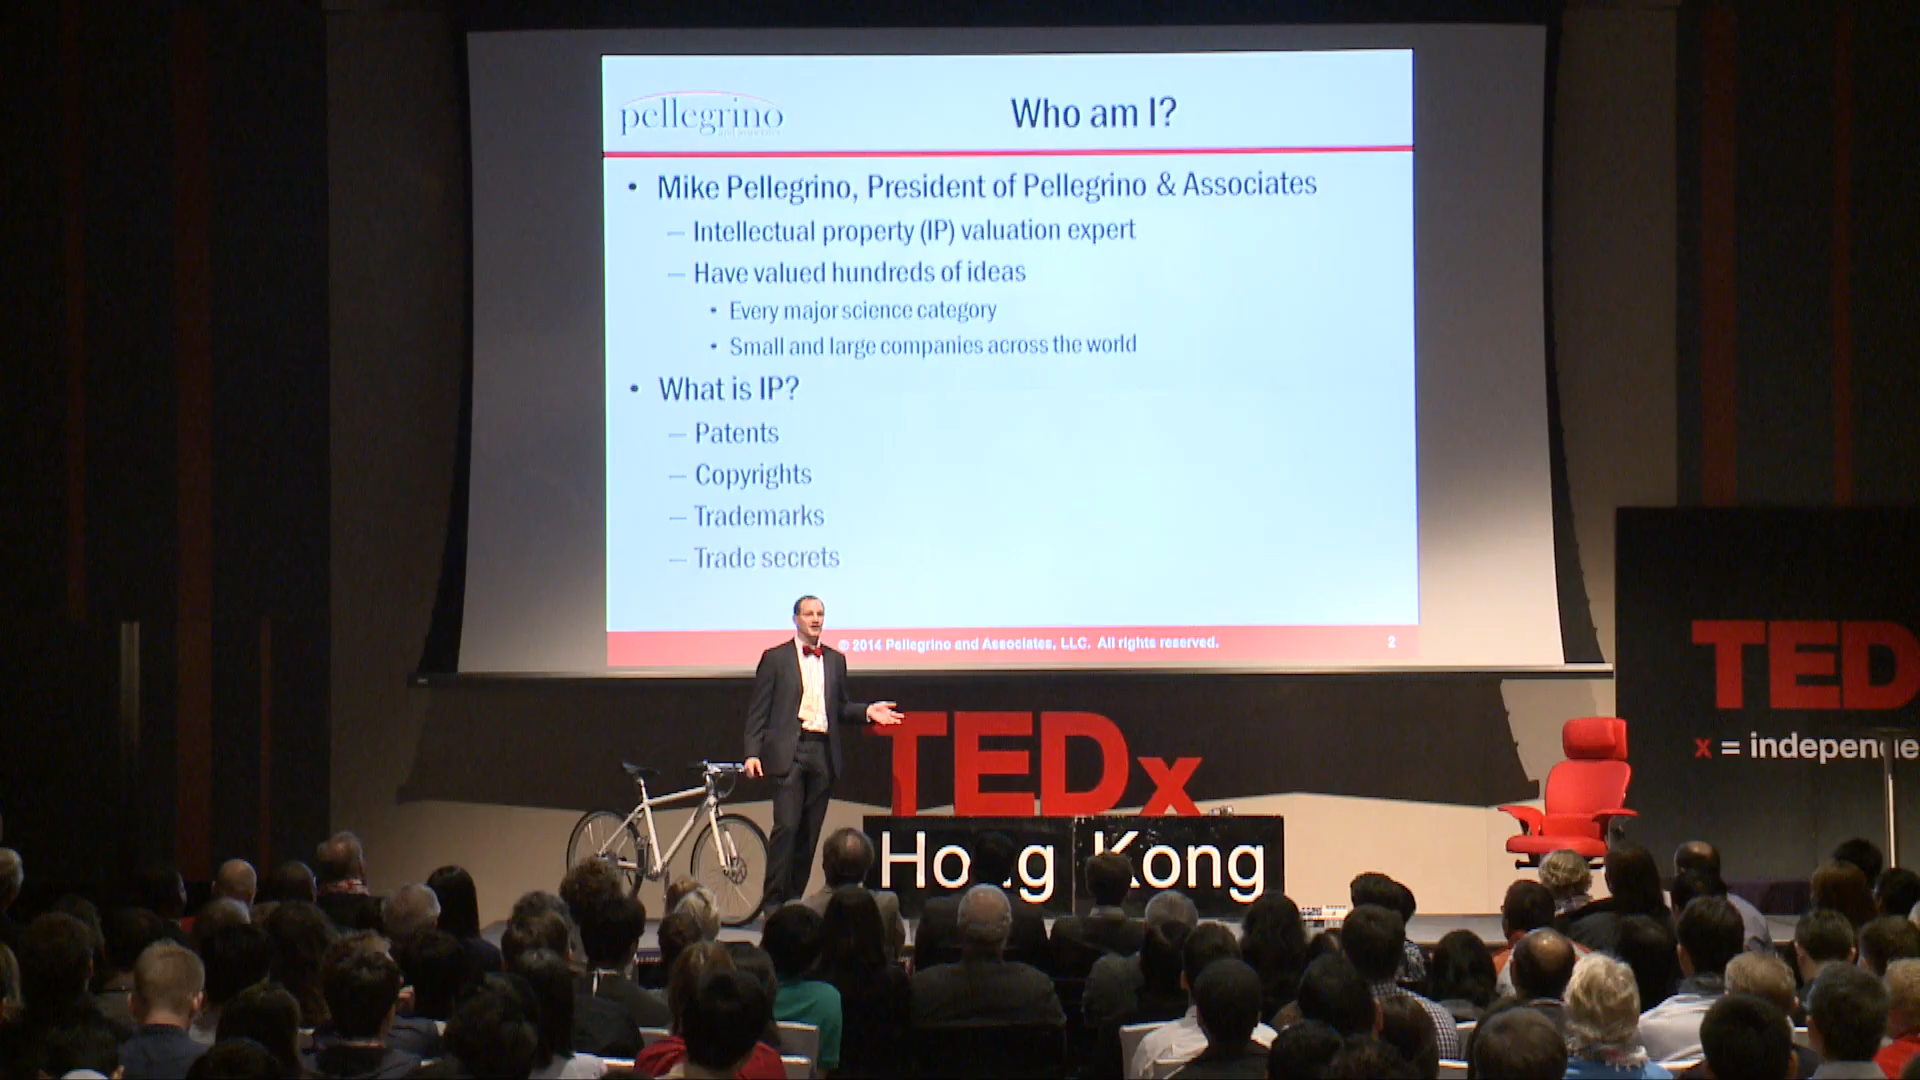 pellegrino
Who am I?
• Mike Pellegrino, President of Pellegrino & Associates
– Intellectual property (IP) valuation expert
– Have valued hundreds of ideas
• Every major science category
• Small and large companies across the world
• What is IP?
– Patents
– Copyrights
– Trademarks
– Trade secrets
© 2014 Pellegrino and Associates, LLC. All rights reserved.
2
TEDx
Hong Kong
TED
x = indepen